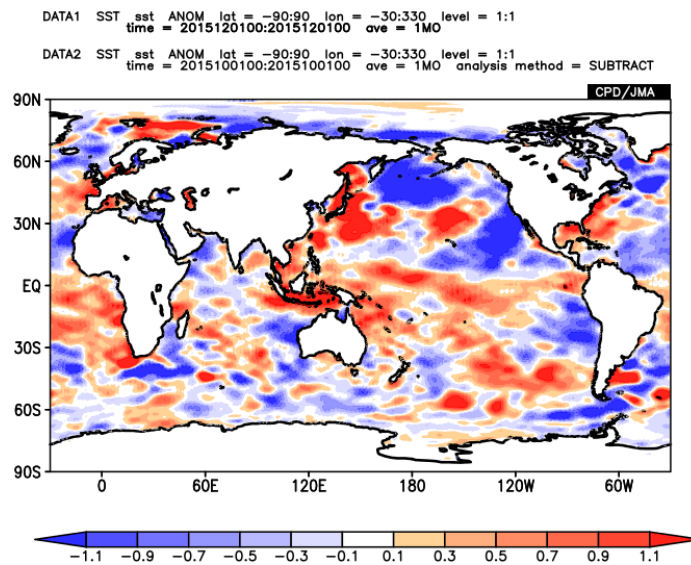 DATA1 SST sst ANOM lat = -90:90 lon = -30:330 level = 1:1
time = 2015120100:2015120100 ave = 1MO
DATA2 SST sst ANOM lat = -90:90 lon = -30:330 level = 1:1
time = 2015100100:2015100100 ave = 1MO analysis method = SUBTRACT
CPD/JMA
90N
60N
30N
EQ
30S
60S
90S
0 60E 120E 180 120W 60W
-1.1 -0.9 -0.7 -0.5 -0.3 -0.1 0.1 0.3 0.5 0.7 0.9 1.1